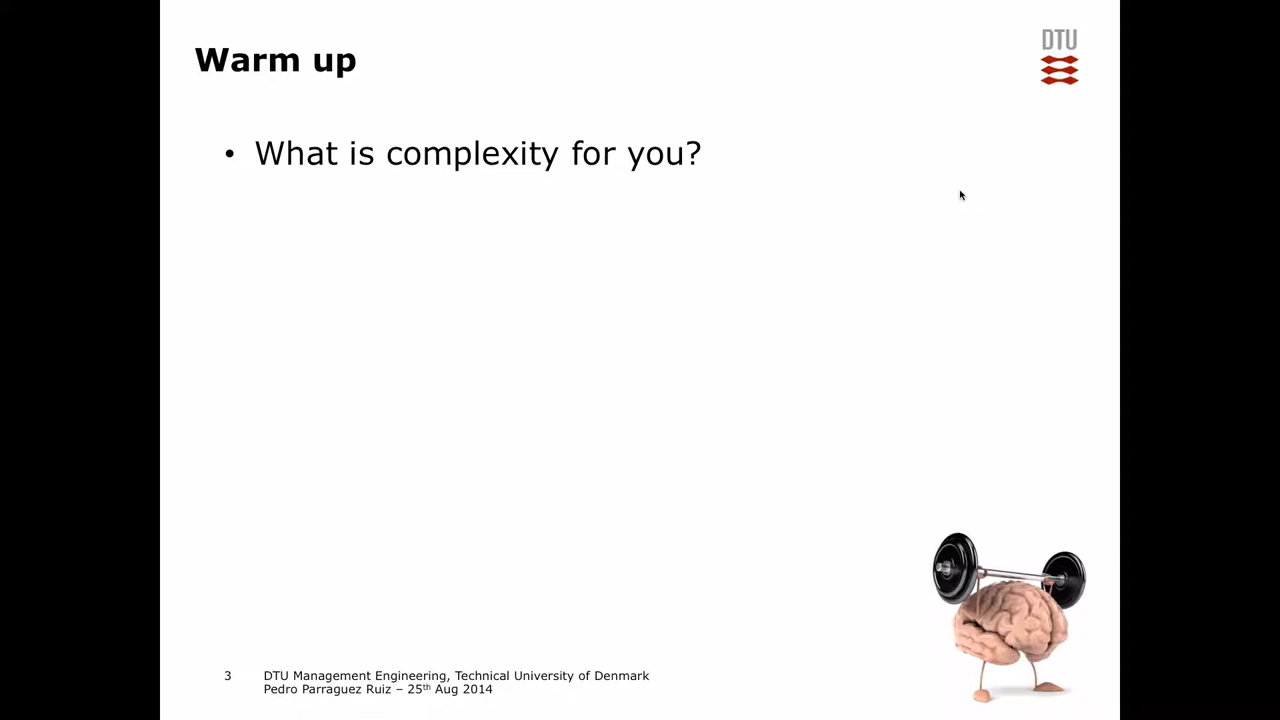 Warm up
DTU
• What is complexity for you?
3 DTU Management Engineering, Technical University of Denmark
Pedro Parraguez Ruiz – 25th Aug 2014